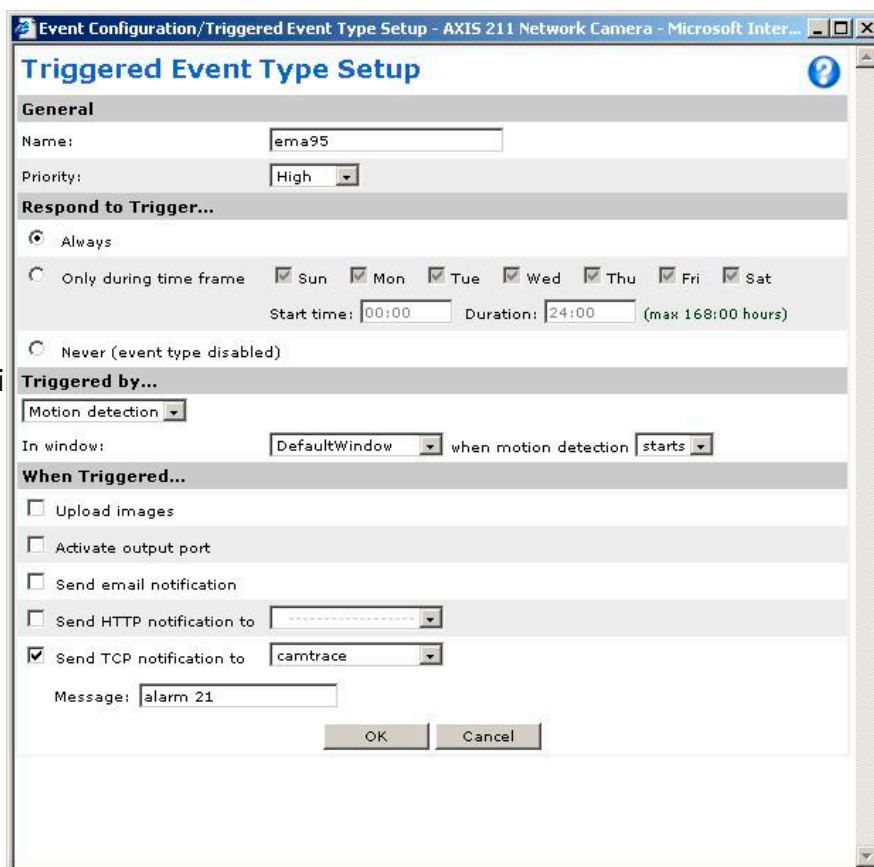 Event Configuration/Triggered Event Type Setup - AXIS 211 Network Camera - Microsoft Inter...
Triggered Event Type Setup
?
General
Name: ema95
Priority: High
Respond to Trigger...
Always
Only during time frame Sun Mon Tue Wed Thu Fri Sat
Start time: 00:00 Duration: 24:00 (max 168:00 hours)
Never (event type disabled)
i
Triggered by...
Motion detection
In window: DefaultWindow when motion detection starts
When Triggered...
Upload images
Activate output port
Send email notification
Send HTTP notification to ------------------
Send TCP notification to camtrace
Message: alarm 21
OK Cancel